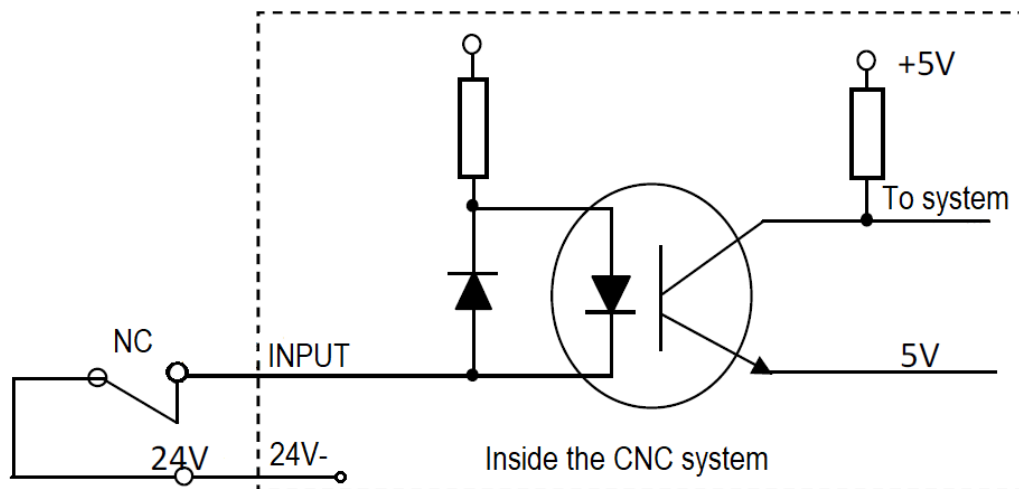 +5V
To system
NC
INPUT
5V
24V
24V-
Inside the CNC system